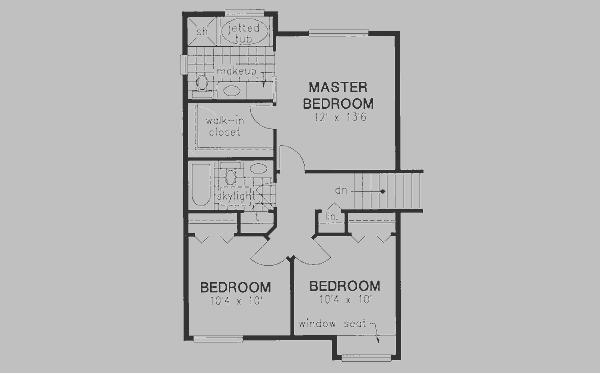 sh
jetted
tub
makeup
MASTER
BEDROOM
12' x 13'6
walk-in
closet
skylight
dn
lin.
BEDROOM
10'4 x 10'
BEDROOM
10'4 x 10'
window seat